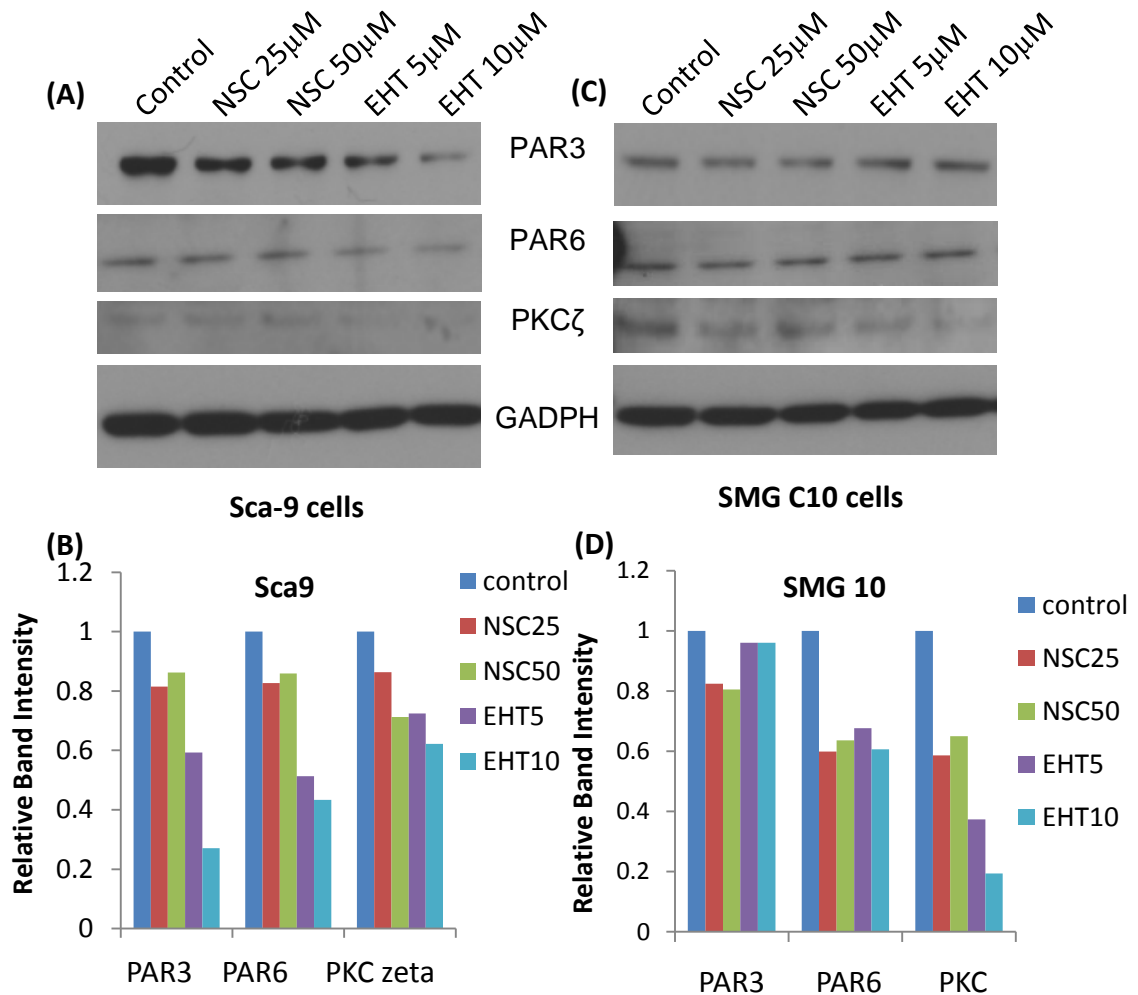 (A)
Control
NSC 25µM
NSC 50µM
EHT 5µM
EHT 10µM
(C)
Control
NSC 25µM
NSC 50µM
EHT 5µM
EHT 10µM
PAR3
PAR6
PKCζ
GADPH
Sca-9 cells
SMG C10 cells
(B)
Sca9
Relative Band Intensity
1.2
1
0.8
0.6
0.4
0.2
0
PAR3
PAR6
PKC zeta
control
NSC25
NSC50
EHT5
EHT10
(D)
SMG 10
Relative Band Intensity
1.2
1
0.8
0.6
0.4
0.2
0
PAR3
PAR6
PKC
control
NSC25
NSC50
EHT5
EHT10